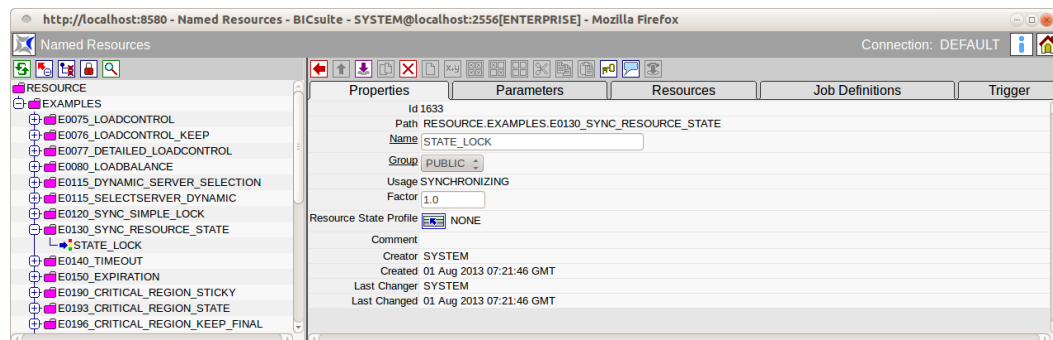 http://localhost:8580 - Named Resources - BICsuite - SYSTEM@localhost:2556[ENTERPRISE] - Mozilla Firefox
Named Resources
Connection: DEFAULT
RESOURCE
EXAMPLES
E0075_LOADCONTROL
E0076_LOADCONTROL_KEEP
E0077_DETAILED_LOADCONTROL
E0080_LOADBALANCE
E0115_DYNAMIC_SERVER_SELECTION
E0115_SELECTSERVER_DYNAMIC
E0120_SYNC_SIMPLE_LOCK
E0130_SYNC_RESOURCE_STATE
STATE_LOCK
E0140_TIMEOUT
E0150_EXPIRATION
E0190_CRITICAL_REGION_STICKY
E0193_CRITICAL_REGION_STATE
E0196_CRITICAL_REGION_KEEP_FINAL
Properties Parameters Resources Job Definitions Trigger
Id 1633
Path RESOURCE.EXAMPLES.E0130_SYNC_RESOURCE_STATE
Name STATE_LOCK
Group PUBLIC
Usage SYNCHRONIZING
Factor 1.0
Resource State Profile NONE
Comment
Creator SYSTEM
Created 01 Aug 2013 07:21:46 GMT
Last Changer SYSTEM
Last Changed 01 Aug 2013 07:21:46 GMT